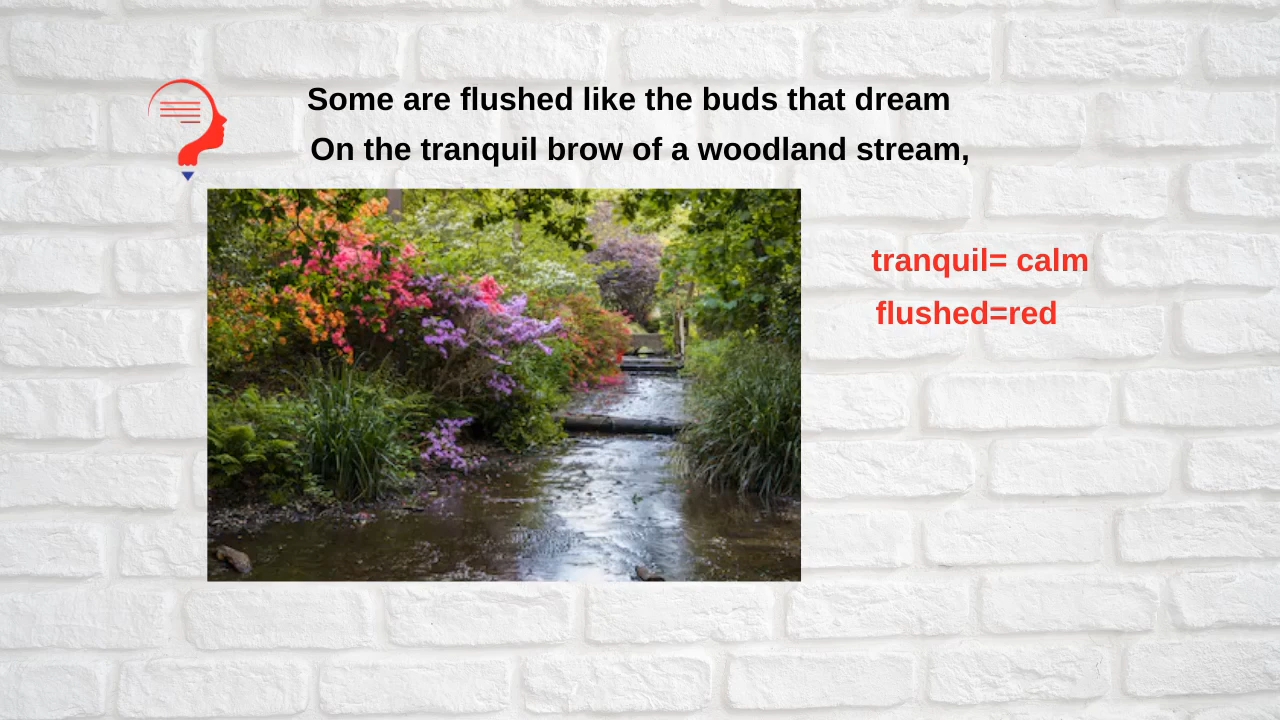 Some are flushed like the buds that dream
On the tranquil brow of a woodland stream,
tranquil= calm
flushed=red